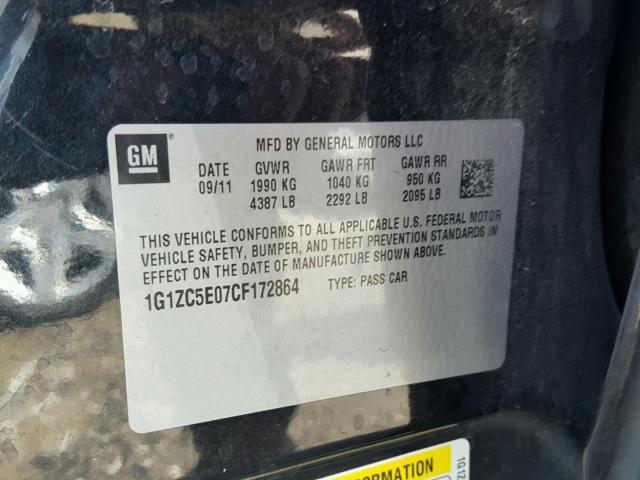 GM
MFD BY GENERAL MOTORS LLC
DATE GVWR GAWR FRT GAWR RR
09/11 1990 KG 1040 KG 950 KG
4387 LB 2292 LB 2095 LB
THIS VEHICLE CONFORMS TO ALL APPLICABLE U.S. FEDERAL MOTOR
VEHICLE SAFETY, BUMPER, AND THEFT PREVENTION STANDARDS IN
EFFECT ON THE DATE OF MANUFACTURE SHOWN ABOVE.
1G1ZC5E07CF172864 TYPE: PASS CAR
FORMATION
1G1Z